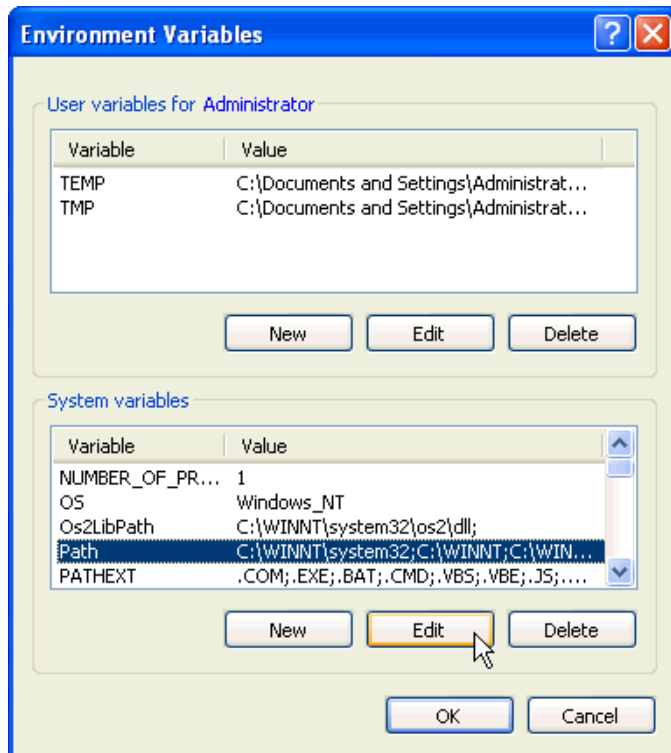 Environment Variables
User variables for Administrator
Variable Value
TEMP C:\Documents and Settings\Administrat...
TMP C:\Documents and Settings\Administrat...
New Edit Delete
System variables
Variable Value
NUMBER_OF_PR... 1
OS Windows_NT
Os2LibPath C:\WINNT\system32\os2\dll;
Path C:\WINNT\system32;C:\WINNT;C:\WIN...
PATHEXT .COM;.EXE;.BAT;.CMD;.VBS;.VBE;.JS;....
New Edit Delete
OK Cancel